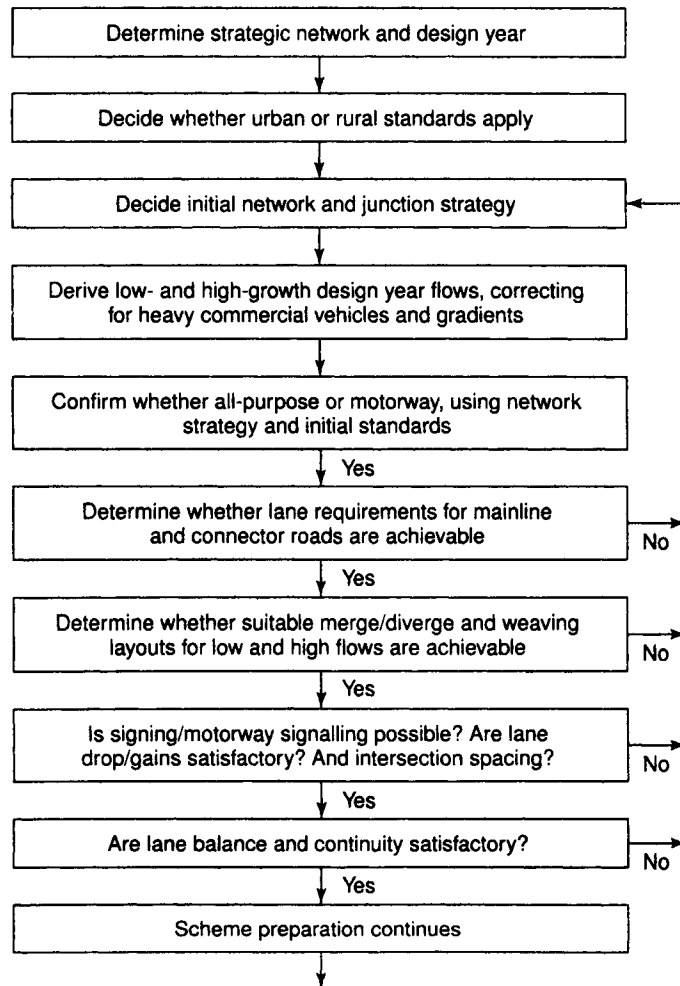 Determine strategic network and design year
Decide whether urban or rural standards apply
Decide initial network and junction strategy
Derive low- and high-growth design year flows, correcting
for heavy commercial vehicles and gradients
Confirm whether all-purpose or motorway, using network
strategy and initial standards
Yes
Determine whether lane requirements for mainline
and connector roads are achievable
No
Yes
Determine whether suitable merge/diverge and weaving
layouts for low and high flows are achievable
No
Yes
Is signing/motorway signalling possible? Are lane
drop/gains satisfactory? And intersection spacing?
No
Yes
Are lane balance and continuity satisfactory?
No
Yes
Scheme preparation continues